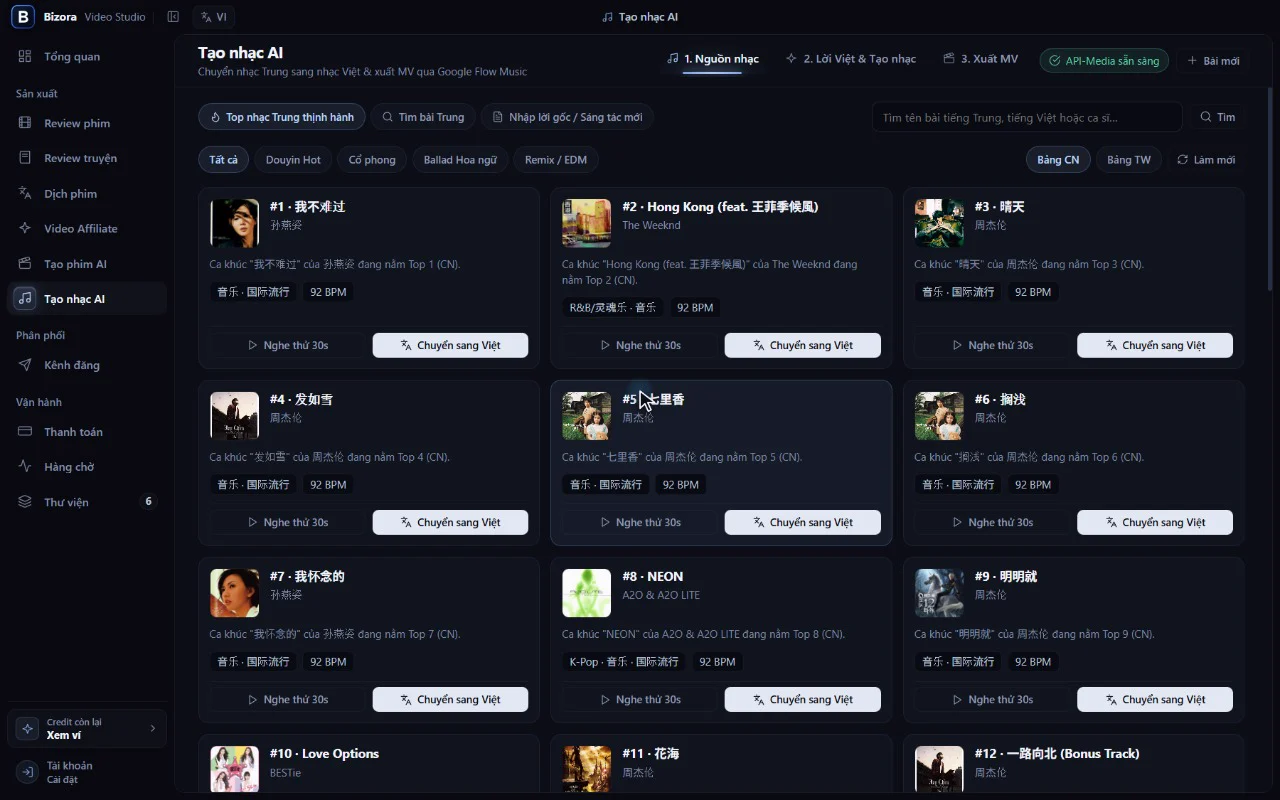 B Bizora Video Studio VI
Tạo nhạc AI
Tổng quan
Sản xuất
Review phim
Review truyện
Dịch phim
Video Affiliate
Tạo phim AI
Tạo nhạc AI
Phân phối
Kênh đăng
Vận hành
Thanh toán
Hàng chờ
Thư viện 6
Credit còn lại
Xem ví
Tài khoản
Cài đặt
Tạo nhạc AI
Chuyển nhạc Trung sang nhạc Việt & xuất MV qua Google Flow Music
1. Nguồn nhạc 2. Lời Việt & Tạo nhạc 3. Xuất MV API-Media sẵn sàng Bài mới
Top nhạc Trung thịnh hành Tìm bài Trung Nhập lời gốc / Sáng tác mới Tìm tên bài tiếng Trung, tiếng Việt hoặc ca sĩ... Tìm
Tất cả Douyin Hot Cổ phong Ballad Hoa ngữ Remix / EDM Bảng CN Bảng TW Làm mới
#1 · 我不难过
孙燕姿
Ca khúc "我不难过" của 孙燕姿 đang nằm Top 1 (CN).
音乐 · 国际流行 92 BPM
Nghe thử 30s Chuyển sang Việt
#2 · Hong Kong (feat. 王菲季候風)
The Weeknd
Ca khúc "Hong Kong (feat. 王菲季候風)" của The Weeknd đang
nằm Top 2 (CN).
R&B/灵魂乐 · 音乐 92 BPM
Nghe thử 30s Chuyển sang Việt
#3 · 晴天
周杰伦
Ca khúc "晴天" của 周杰伦 đang nằm Top 3 (CN).
音乐 · 国际流行 92 BPM
Nghe thử 30s Chuyển sang Việt
#4 · 发如雪
周杰伦
Ca khúc "发如雪" của 周杰伦 đang nằm Top 4 (CN).
音乐 · 国际流行 92 BPM
Nghe thử 30s Chuyển sang Việt
#5 七里香
周杰伦
Ca khúc "七里香" của 周杰伦 đang nằm Top 5 (CN).
音乐 · 国际流行 92 BPM
Nghe thử 30s Chuyển sang Việt
#6 · 搁浅
周杰伦
Ca khúc "搁浅" của 周杰伦 đang nằm Top 6 (CN).
音乐 · 国际流行 92 BPM
Nghe thử 30s Chuyển sang Việt
#7 · 我怀念的
孙燕姿
Ca khúc "我怀念的" của 孙燕姿 đang nằm Top 7 (CN).
音乐 · 国际流行 92 BPM
Nghe thử 30s Chuyển sang Việt
#8 · NEON
A2O & A2O LITE
Ca khúc "NEON" của A2O & A2O LITE đang nằm Top 8 (CN).
K-Pop · 音乐 · 国际流行 92 BPM
Nghe thử 30s Chuyển sang Việt
#9 · 明明就
周杰伦
Ca khúc "明明就" của 周杰伦 đang nằm Top 9 (CN).
音乐 · 国际流行 92 BPM
Nghe thử 30s Chuyển sang Việt
#10 · Love Options
BESTie
#11 · 花海
周杰伦
#12 · 一路向北 (Bonus Track)
周杰伦